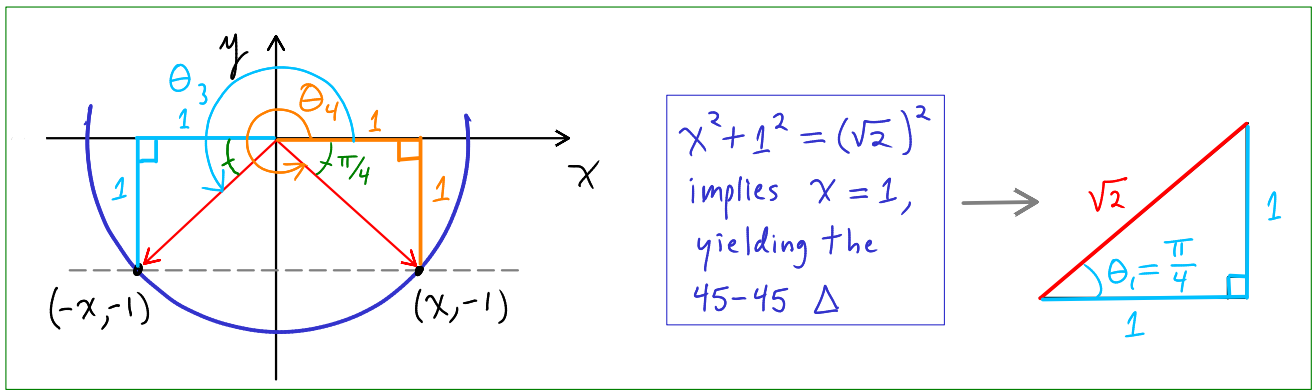 y
θ₃
θ₄
1
1
x
π/4
1
1
(-x,-1)
(x,-1)
x² + 1² = (√2)²
implies x = 1,
yielding the
45-45 Δ
√2
1
θ₁ = π/4
1